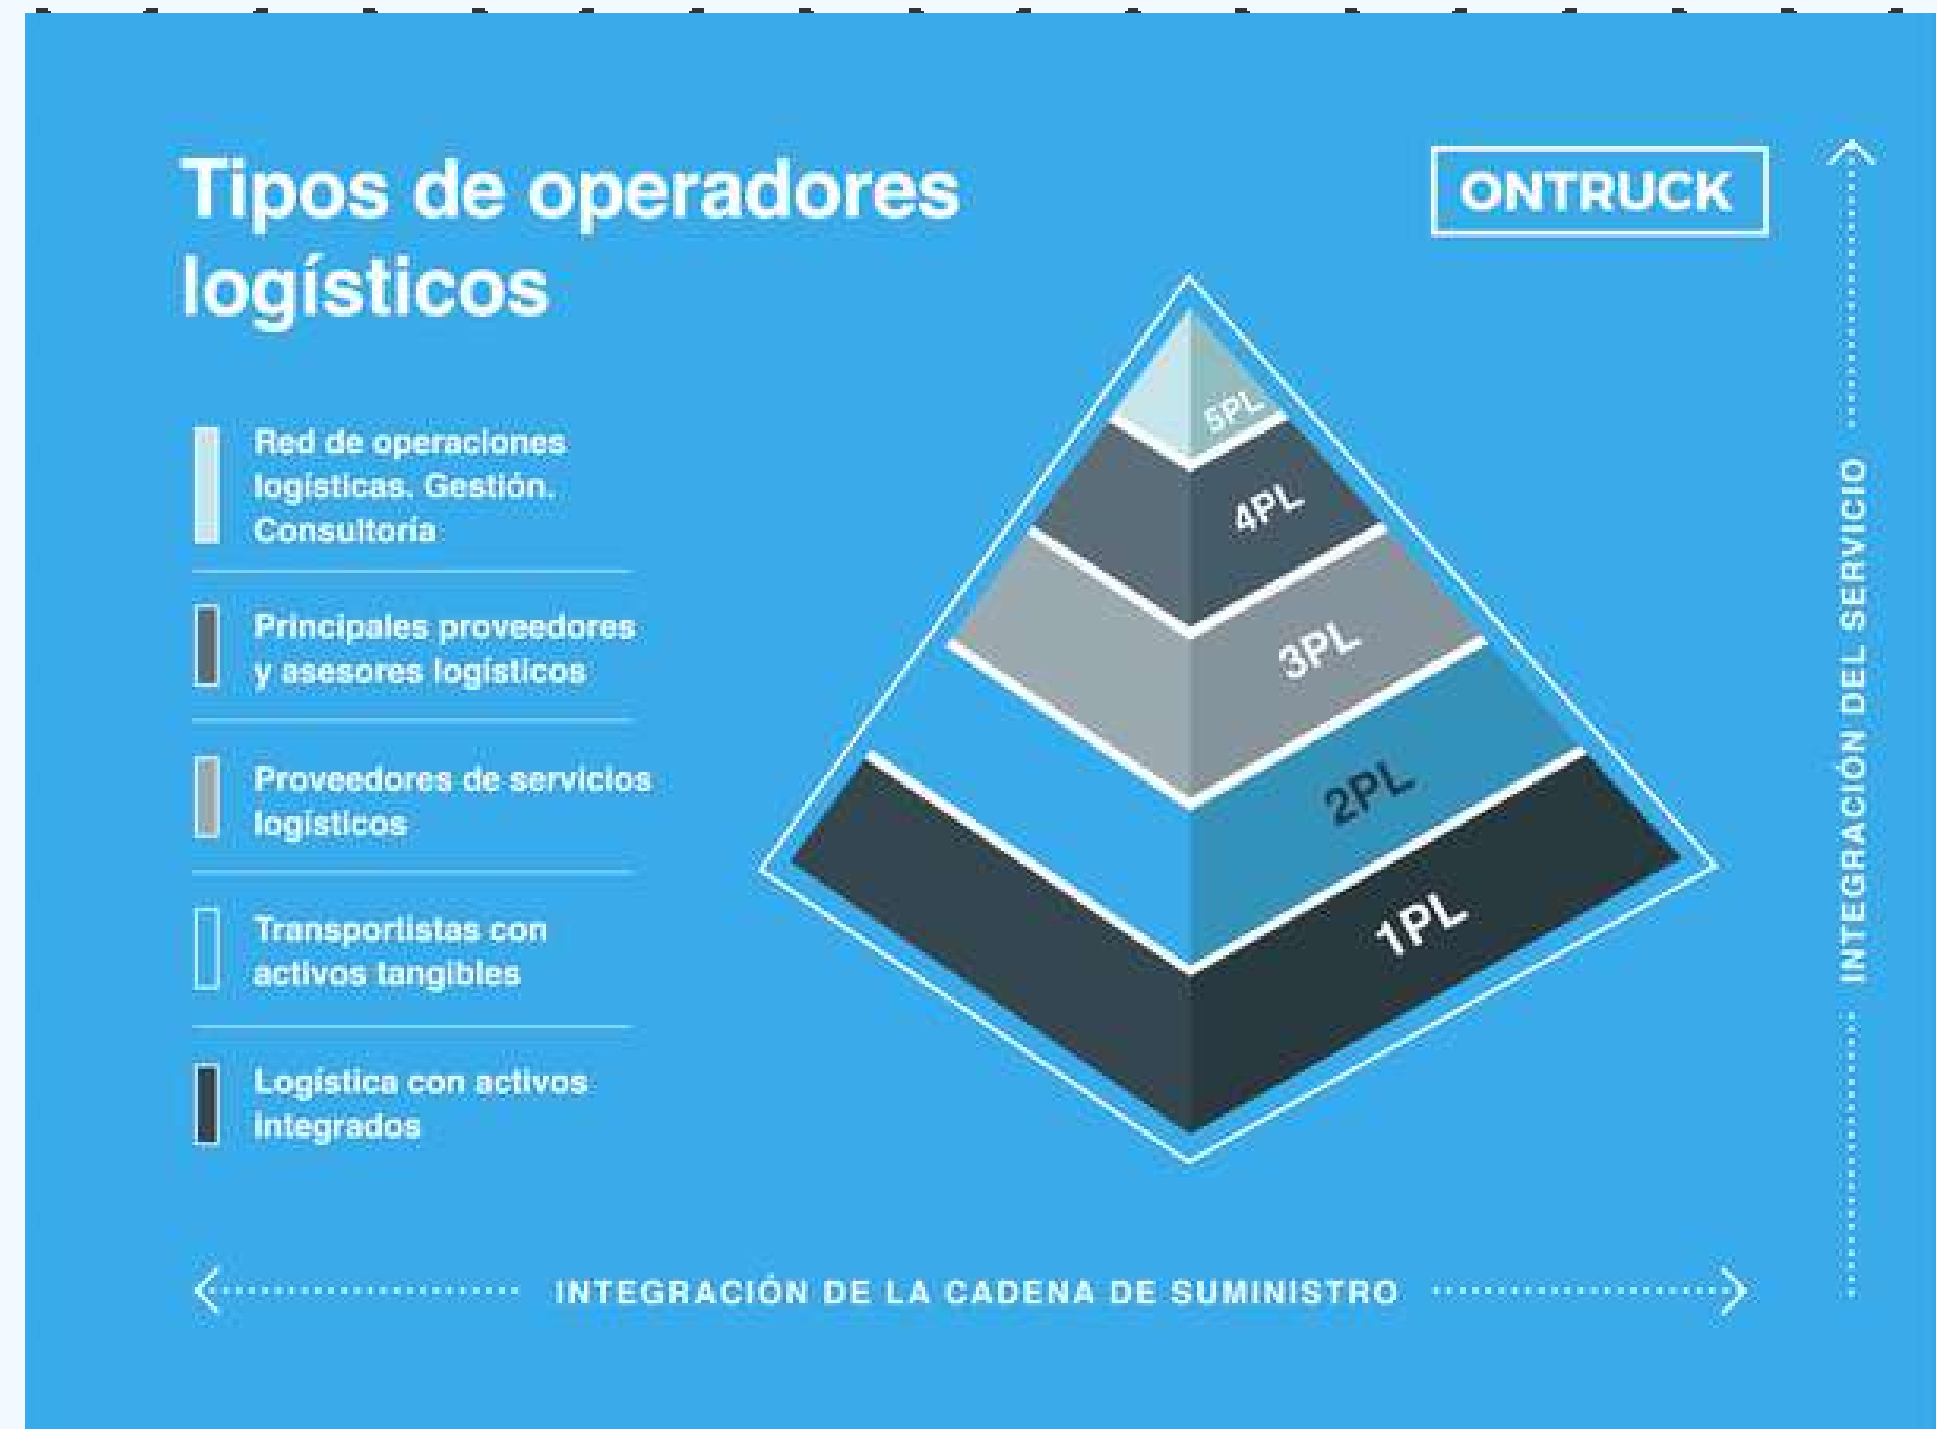 Tipos de operadores
logísticos
ONTRUCK
Red de operaciones
logísticas. Gestión.
Consultoría
Principales proveedores
y asesores logísticos
Proveedores de servicios
logísticos
Transportistas con
activos tangibles
Logística con activos
integrados
5PL
4PL
3PL
2PL
1PL
INTEGRACIÓN DEL SERVICIO
INTEGRACIÓN DE LA CADENA DE SUMINISTRO